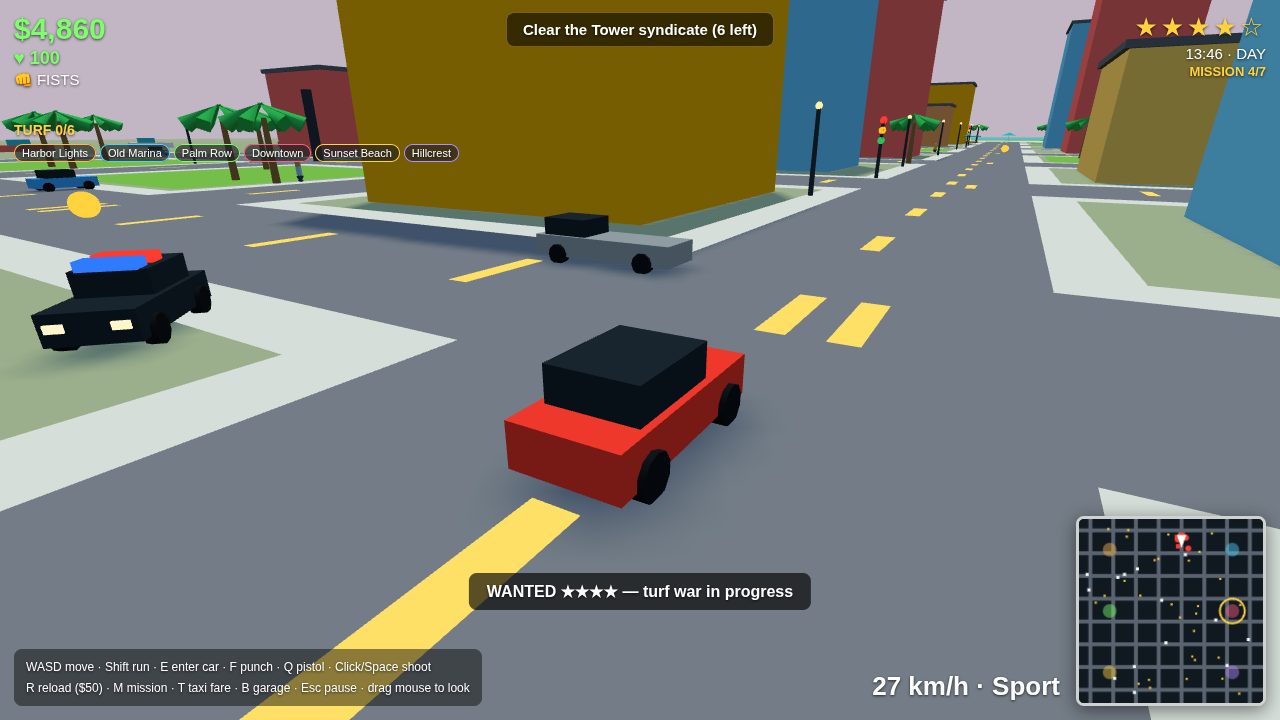 $4,860
♥ 100
👊 FISTS
Clear the Tower syndicate (6 left)
★★★★☆
13:46 · DAY
MISSION 4/7
TURF 0/6
Harbor Lights Old Marina Palm Row Downtown Sunset Beach Hillcrest
WANTED ★★★★ — turf war in progress
WASD move · Shift run · E enter car · F punch · Q pistol · Click/Space shoot
R reload ($50) · M mission · T taxi fare · B garage · Esc pause · drag mouse to look
27 km/h · Sport